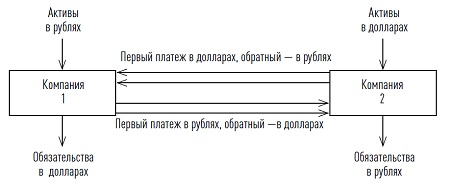 Активы
в рублях
Активы
в долларах
Первый платеж в долларах, обратный — в рублях
Компания
1
Компания
2
Первый платеж в рублях, обратный —в долларах
Обязательства
в долларах
Обязательства
в рублях